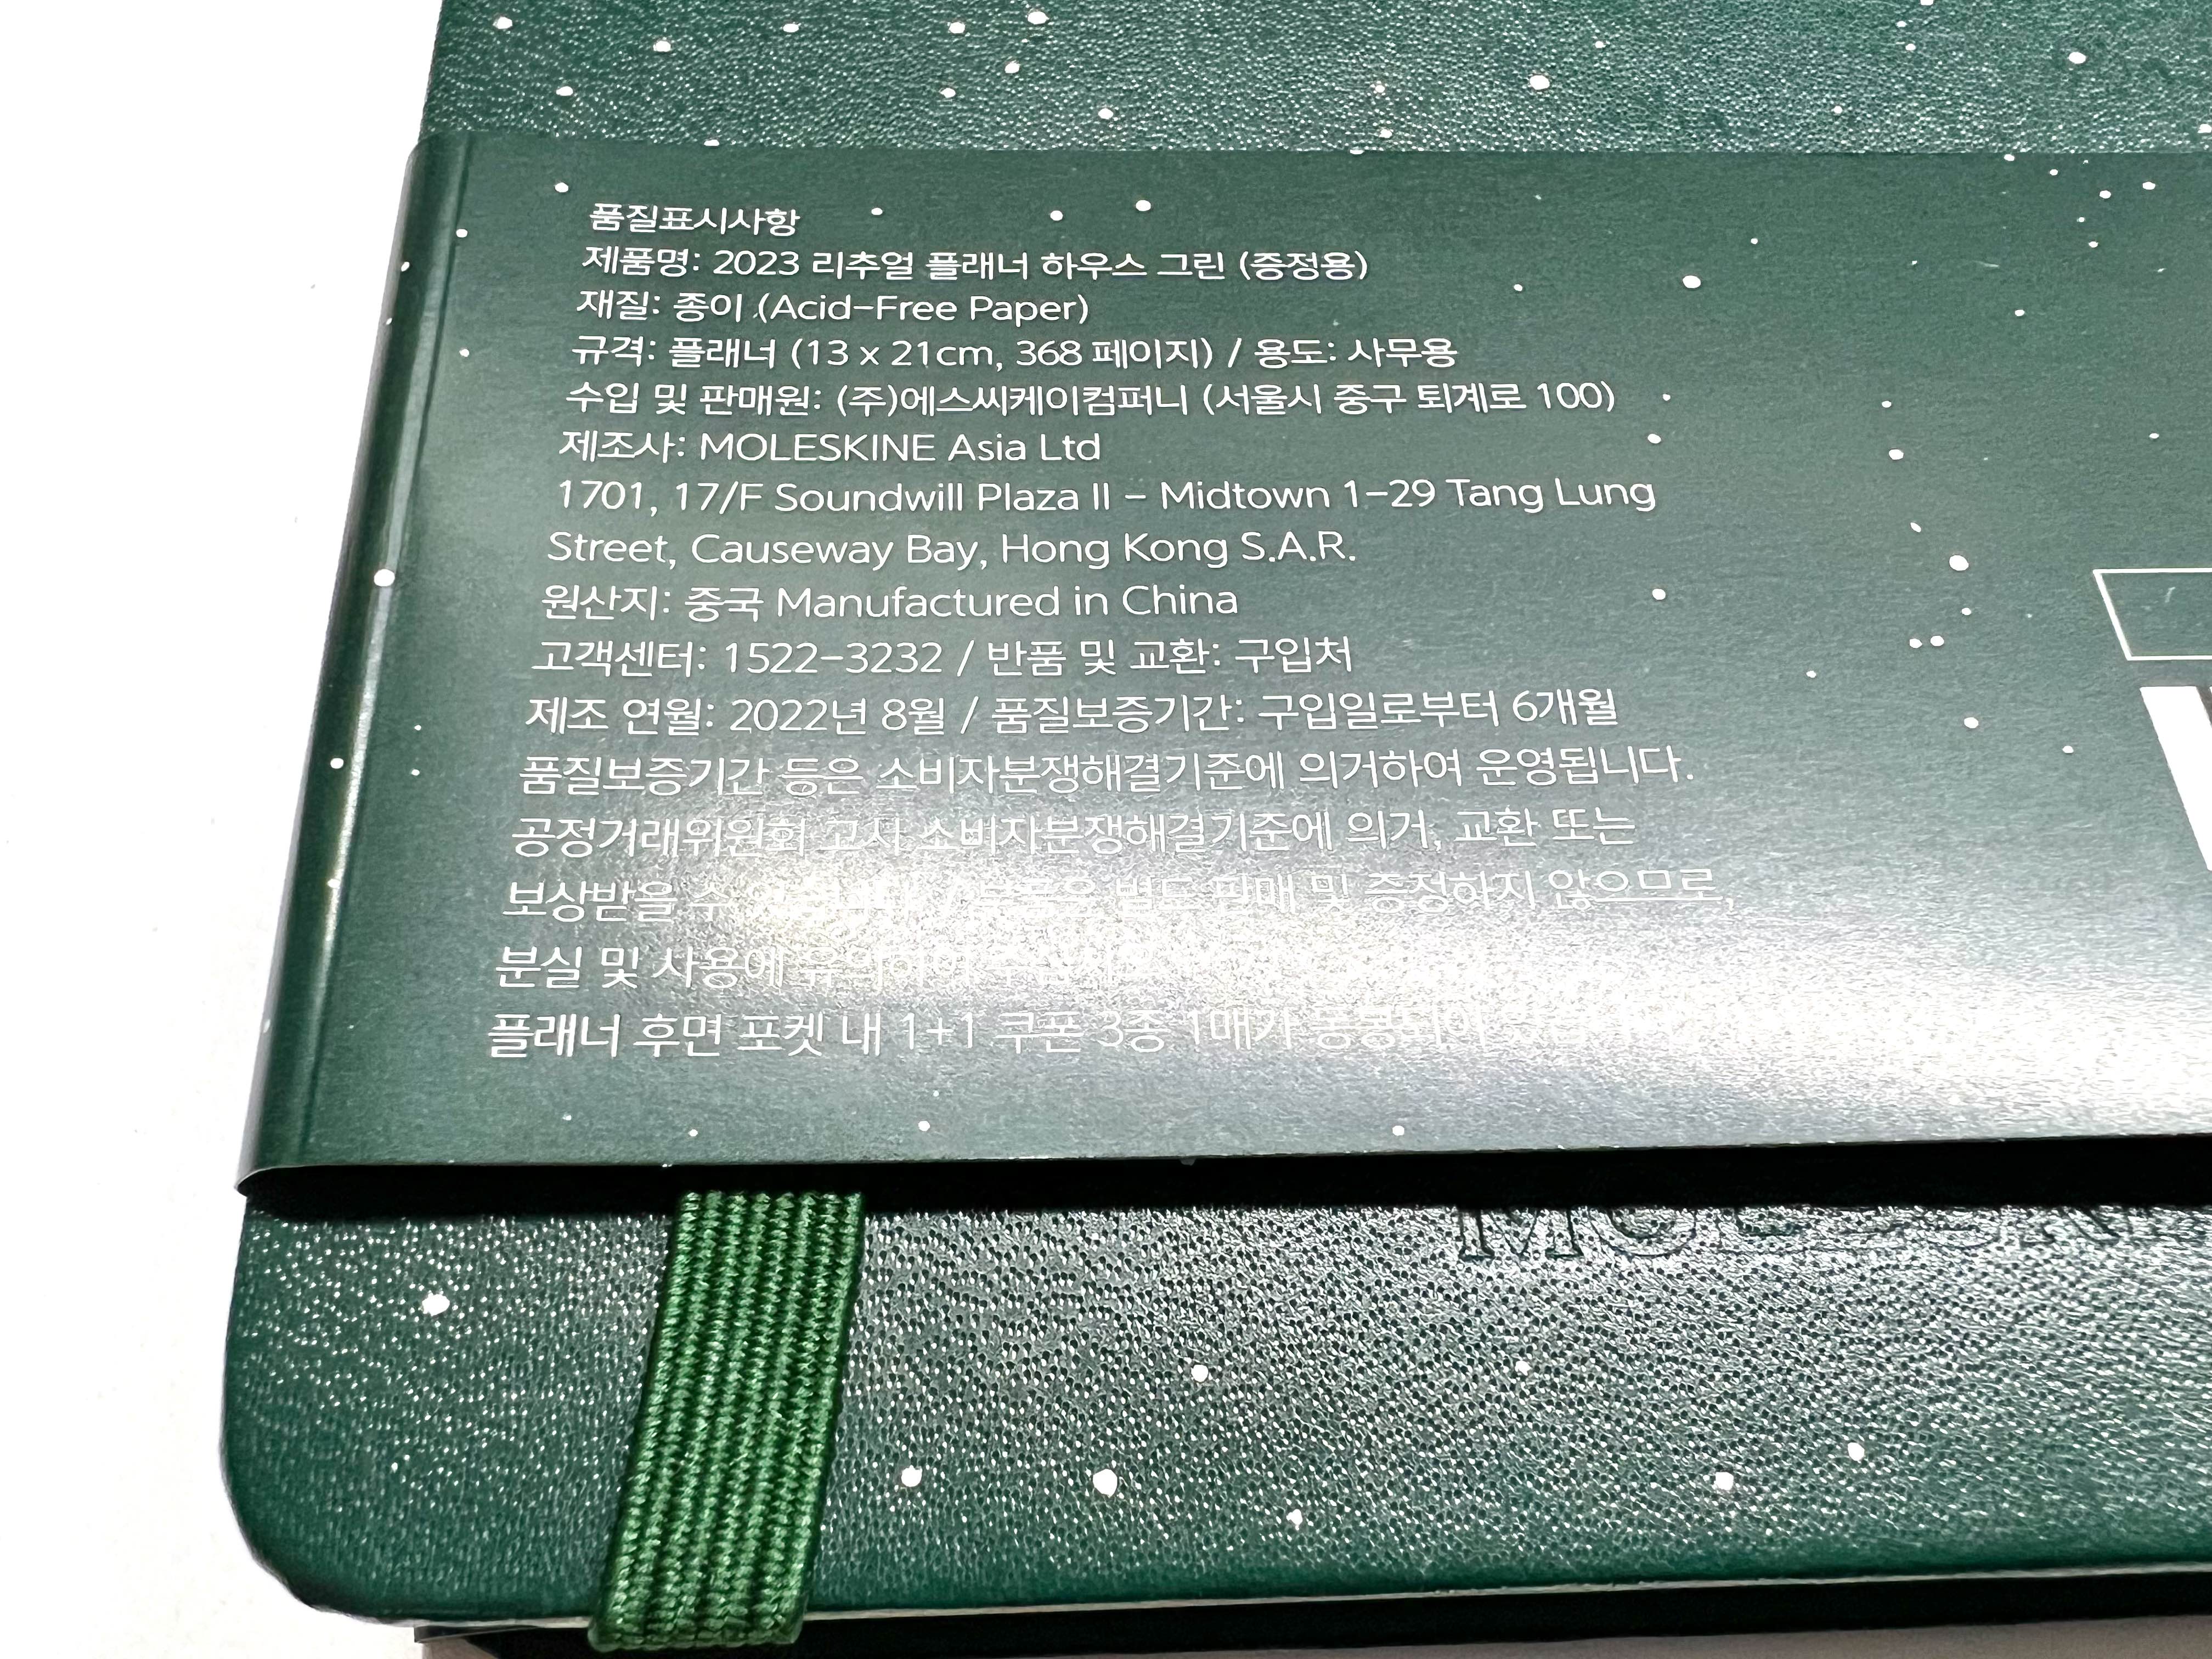 품질표시사항
제품명: 2023 리추얼 플래너 하우스 그린 (증정용)
재질: 종이 (Acid-Free Paper)
규격: 플래너 (13 x 21cm, 368 페이지) / 용도: 사무용
수입 및 판매원: (주)에스씨케이컴퍼니 (서울시 중구 퇴계로 100)
제조사: MOLESKINE Asia Ltd
1701, 17/F Soundwill Plaza II - Midtown 1-29 Tang Lung
Street, Causeway Bay, Hong Kong S.A.R.
원산지: 중국 Manufactured in China
고객센터: 1522-3232 / 반품 및 교환: 구입처
제조 연월: 2022년 8월 / 품질보증기간: 구입일로부터 6개월
품질보증기간 등은 소비자분쟁해결기준에 의거하여 운영됩니다.
공정거래위원회 고시 소비자분쟁해결기준에 의거, 교환 또는
보상받을 수 별도 판매 및 증정하지 않으므로,
분실 및 사용에
플래너 후면 포켓 내 1+1 쿠폰 3종 1매가